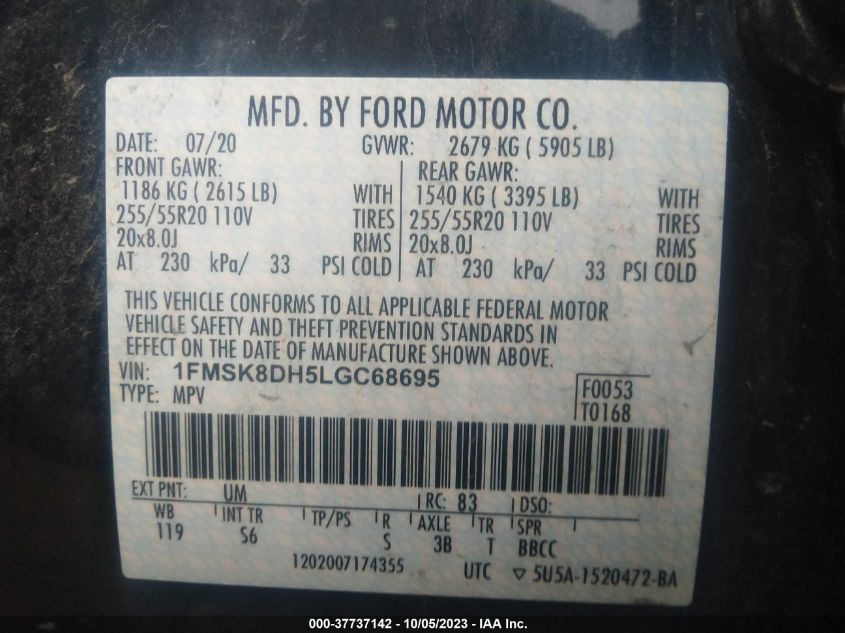 MFD. BY FORD MOTOR CO.
DATE: 07/20 GVWR: 2679 KG ( 5905 LB)
FRONT GAWR: REAR GAWR:
1186 KG ( 2615 LB) WITH 1540 KG ( 3395 LB) WITH
255/55R20 110V TIRES 255/55R20 110V TIRES
20x8.0J RIMS 20x8.0J RIMS
AT 230 kPa/ 33 PSI COLD AT 230 kPa/ 33 PSI COLD
THIS VEHICLE CONFORMS TO ALL APPLICABLE FEDERAL MOTOR
VEHICLE SAFETY AND THEFT PREVENTION STANDARDS IN
EFFECT ON THE DATE OF MANUFACTURE SHOWN ABOVE.
VIN: 1FMSK8DH5LGC68695 F0053
TYPE: MPV T0168
EXT PNT: UM RC: 83 DSO:
WB INT TR TP/PS R AXLE TR SPR
119 S6 S 3B T BBCC
1202007174355 UTC ▽ 5U5A-1520472-BA
000-37737142 - 10/05/2023 - IAA Inc.